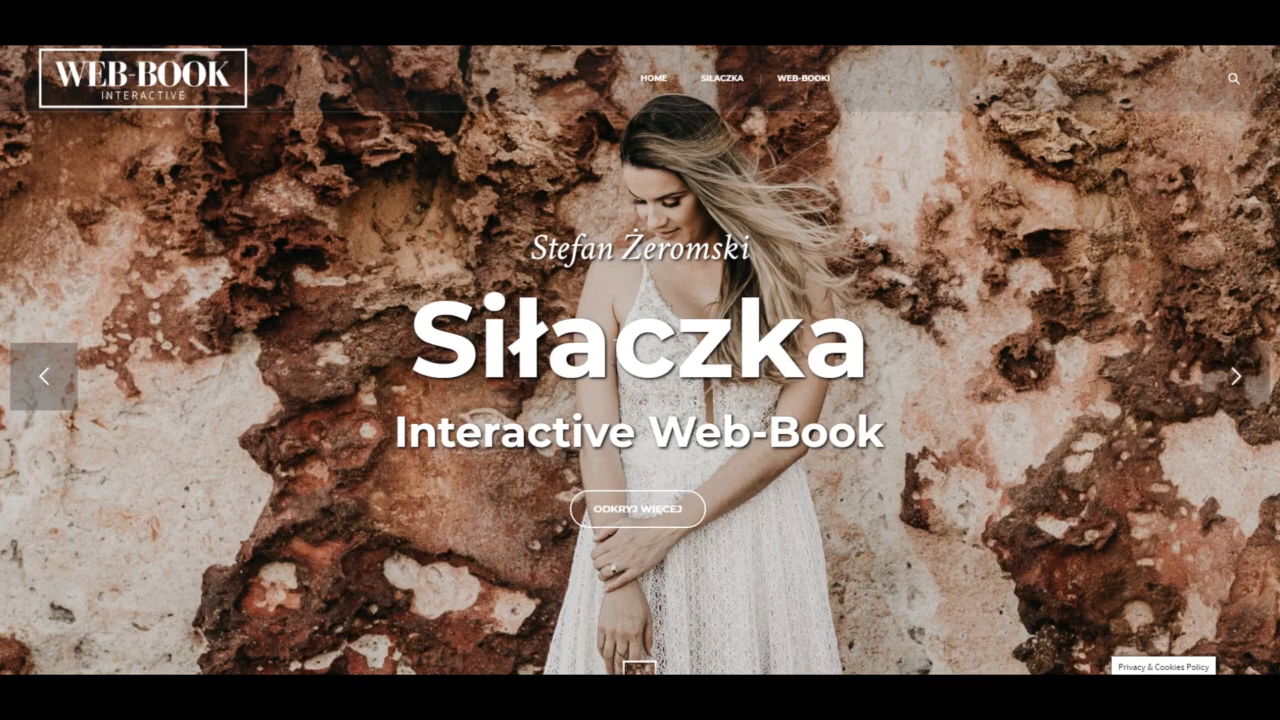 WEB-BOOK
INTERACTIVE
HOME
SIŁACZKA
WEB-BOOKI
Stefan Żeromski
Siłaczka
Interactive Web-Book
ODKRYJ WIĘCEJ
Privacy & Cookies Policy